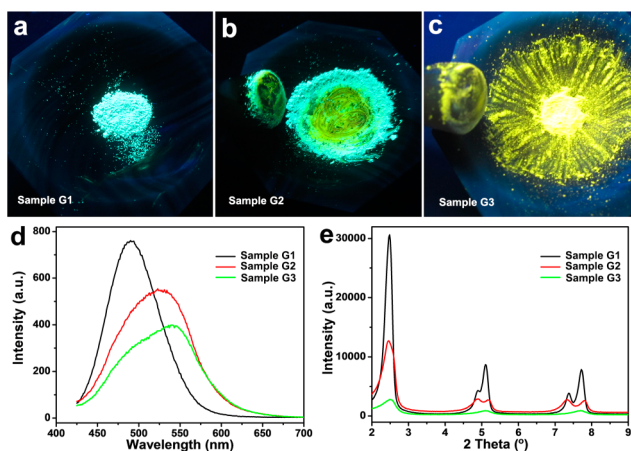 a
b
c
Sample G1
Sample G2
Sample G3
d
800
600
400
200
0
Intensity (a.u.)
400 450 500 550 600 700
Wavelength (nm)
Sample G1
Sample G2
Sample G3
e
30000
20000
10000
0
Intensity (a.u.)
2 3 4 5 6 7 8 9
2 Theta (º)
Sample G1
Sample G2
Sample G3